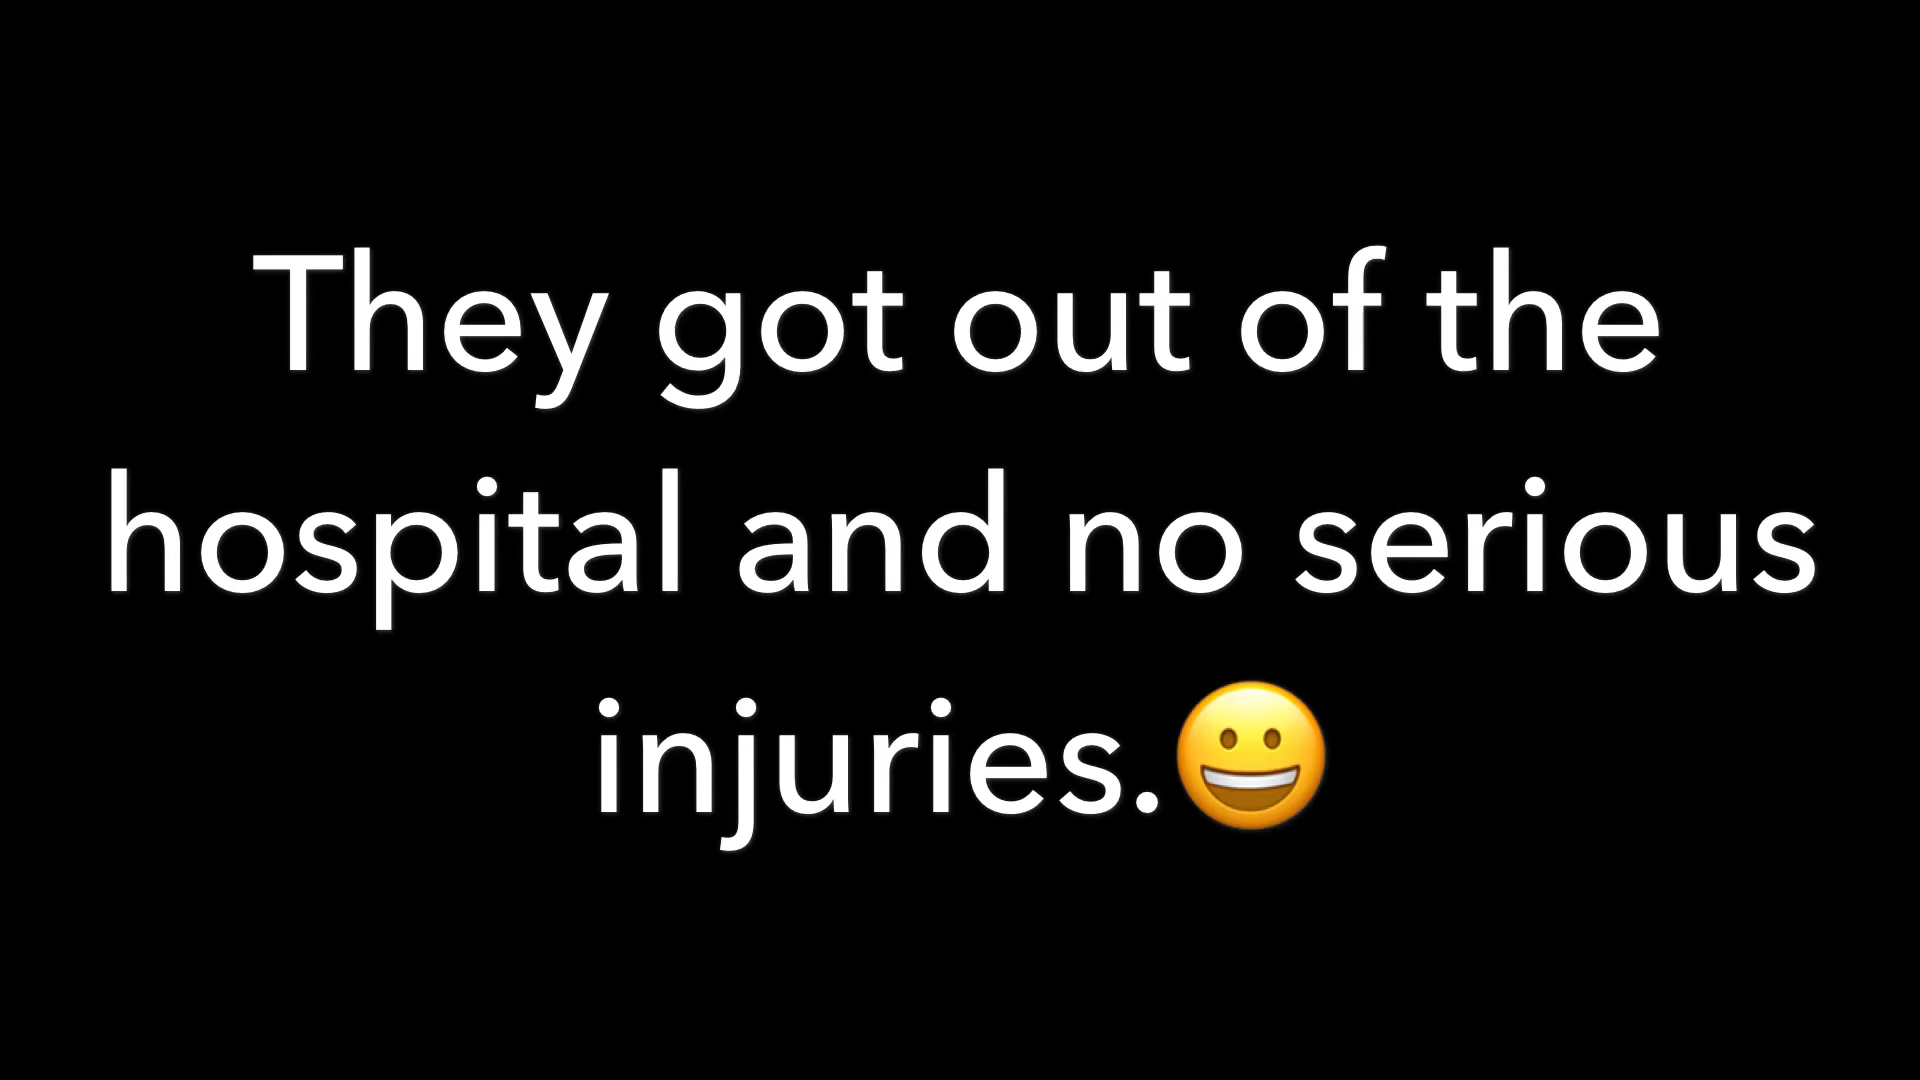 They got out of the
hospital and no serious
injuries.😀